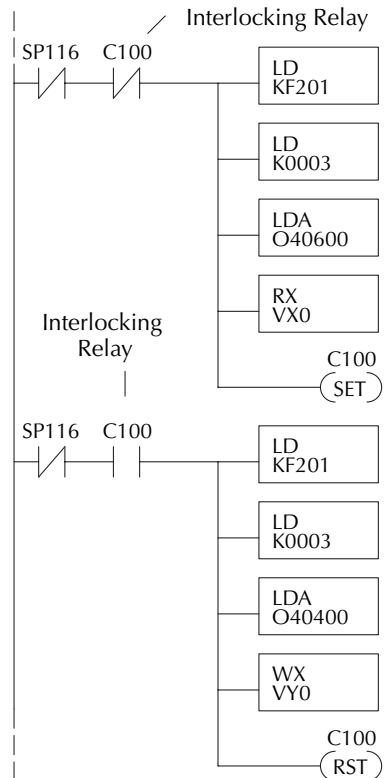 Interlocking Relay
SP116 C100
LD
KF201
LD
K0003
LDA
O40600
RX
VX0
Interlocking
Relay
C100
SET
SP116 C100
LD
KF201
LD
K0003
LDA
O40400
WX
VY0
C100
RST